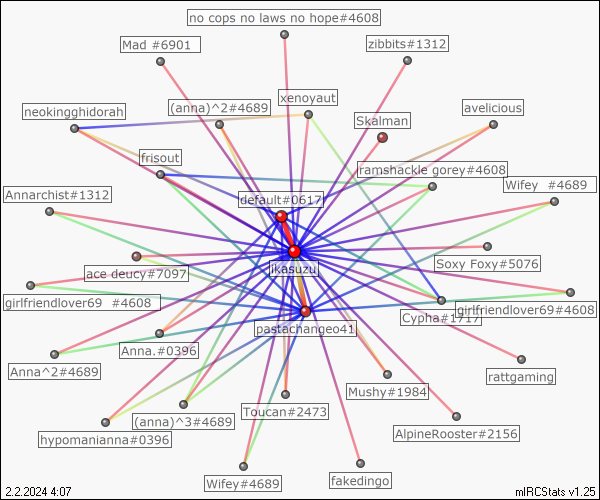 no cops no laws no hope#4608
Mad #6901
zibbits#1312
neokingghidorah
(anna)^2#4689
xenoyaut
avelicious
Skalman
frisout
ramshackle gorey#4608
Annarchist#1312
default#0617
Wifey #4689
ace deucy#7097
[ikasuzu]
Soxy Foxy#5076
girlfriendlover69 #4608
pastachangeo41
Cypha#1717
girlfriendlover69#4608
Anna^2#4689
Anna.#0396
rattgaming
Mushy#1984
hypomanianna#0396
(anna)^3#4689
Toucan#2473
AlpineRooster#2156
Wifey#4689
fakedingo
2.2.2024 4:07
mIRCStats v1.25